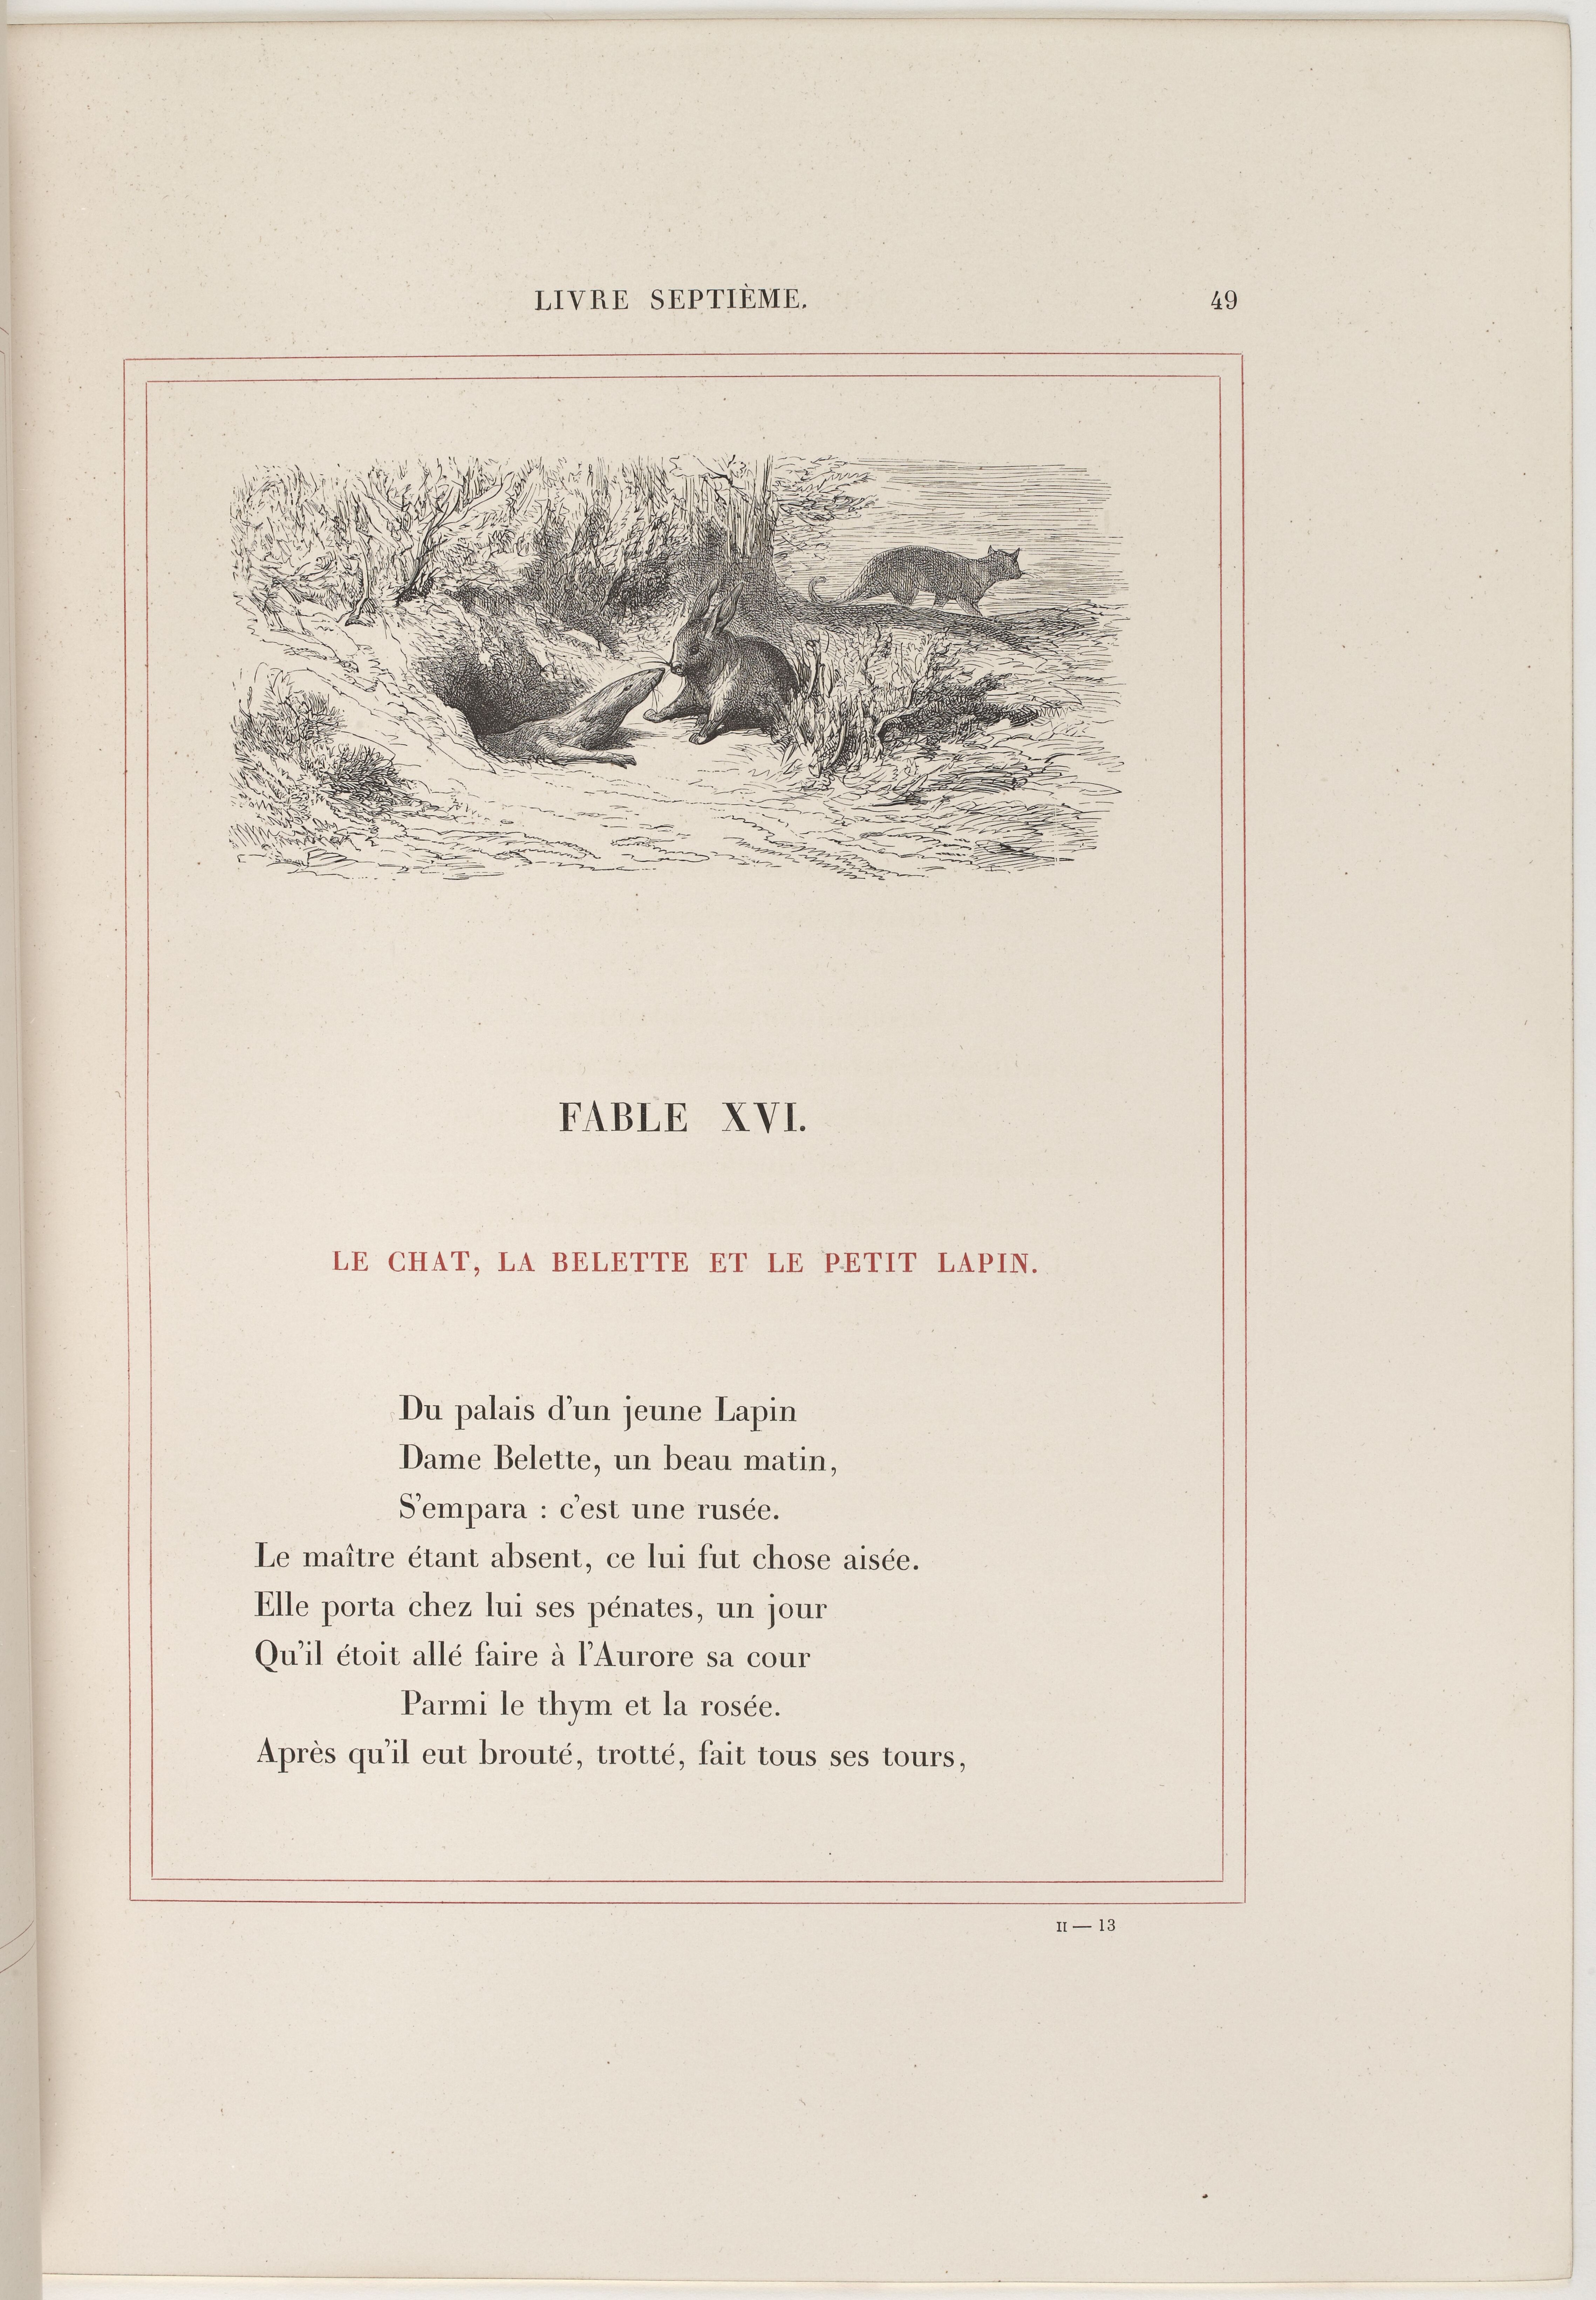 LIVRE SEPTIÈME. 49
FABLE XVI.
LE CHAT, LA BELETTE ET LE PETIT LAPIN.
Du palais d'un jeune Lapin
Dame Belette, un beau matin,
S'empara : c'est une rusée.
Le maître étant absent, ce lui fut chose aisée.
Elle porta chez lui ses pénates, un jour
Qu'il étoit allé faire à l'Aurore sa cour
Parmi le thym et la rosée.
Après qu'il eut brouté, trotté, fait tous ses tours,
II — 13